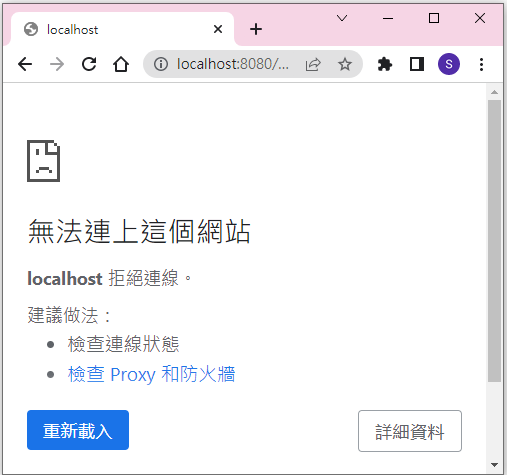 localhost
localhost:8080/...
S
無法連上這個網站
localhost 拒絕連線。
建議做法：
檢查連線狀態
檢查 Proxy 和防火牆
重新載入
詳細資料